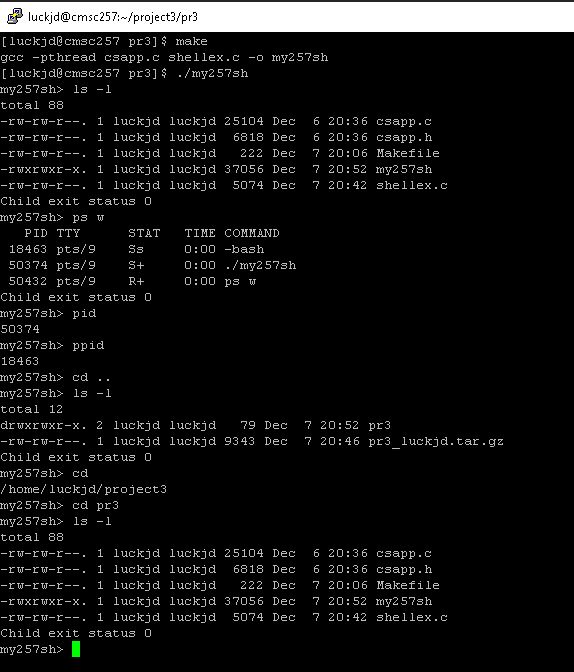 luckjd@cmsc257:~/project3/pr3
[luckjd@cmsc257 pr3]$ make
gcc -pthread csapp.c shellex.c -o my257sh
[luckjd@cmsc257 pr3]$ ./my257sh
my257sh> ls -l
total 88
-rw-rw-r--. 1 luckjd luckjd 25104 Dec  6 20:36 csapp.c
-rw-rw-r--. 1 luckjd luckjd  6818 Dec  6 20:36 csapp.h
-rw-rw-r--. 1 luckjd luckjd   222 Dec  7 20:06 Makefile
-rwxrwxr-x. 1 luckjd luckjd 37056 Dec  7 20:52 my257sh
-rw-rw-r--. 1 luckjd luckjd  5074 Dec  7 20:42 shellex.c
Child exit status 0
my257sh> ps w
   PID TTY      STAT   TIME COMMAND
 18463 pts/9    Ss     0:00 -bash
 50374 pts/9    S+     0:00 ./my257sh
 50432 pts/9    R+     0:00 ps w
Child exit status 0
my257sh> pid
50374
my257sh> ppid
18463
my257sh> cd ..
my257sh> ls -l
total 12
drwxrwxr-x. 2 luckjd luckjd   79 Dec  7 20:52 pr3
-rw-rw-r--. 1 luckjd luckjd 9343 Dec  7 20:46 pr3_luckjd.tar.gz
Child exit status 0
my257sh> cd
/home/luckjd/project3
my257sh> cd pr3
my257sh> ls -l
total 88
-rw-rw-r--. 1 luckjd luckjd 25104 Dec  6 20:36 csapp.c
-rw-rw-r--. 1 luckjd luckjd  6818 Dec  6 20:36 csapp.h
-rw-rw-r--. 1 luckjd luckjd   222 Dec  7 20:06 Makefile
-rwxrwxr-x. 1 luckjd luckjd 37056 Dec  7 20:52 my257sh
-rw-rw-r--. 1 luckjd luckjd  5074 Dec  7 20:42 shellex.c
Child exit status 0
my257sh>